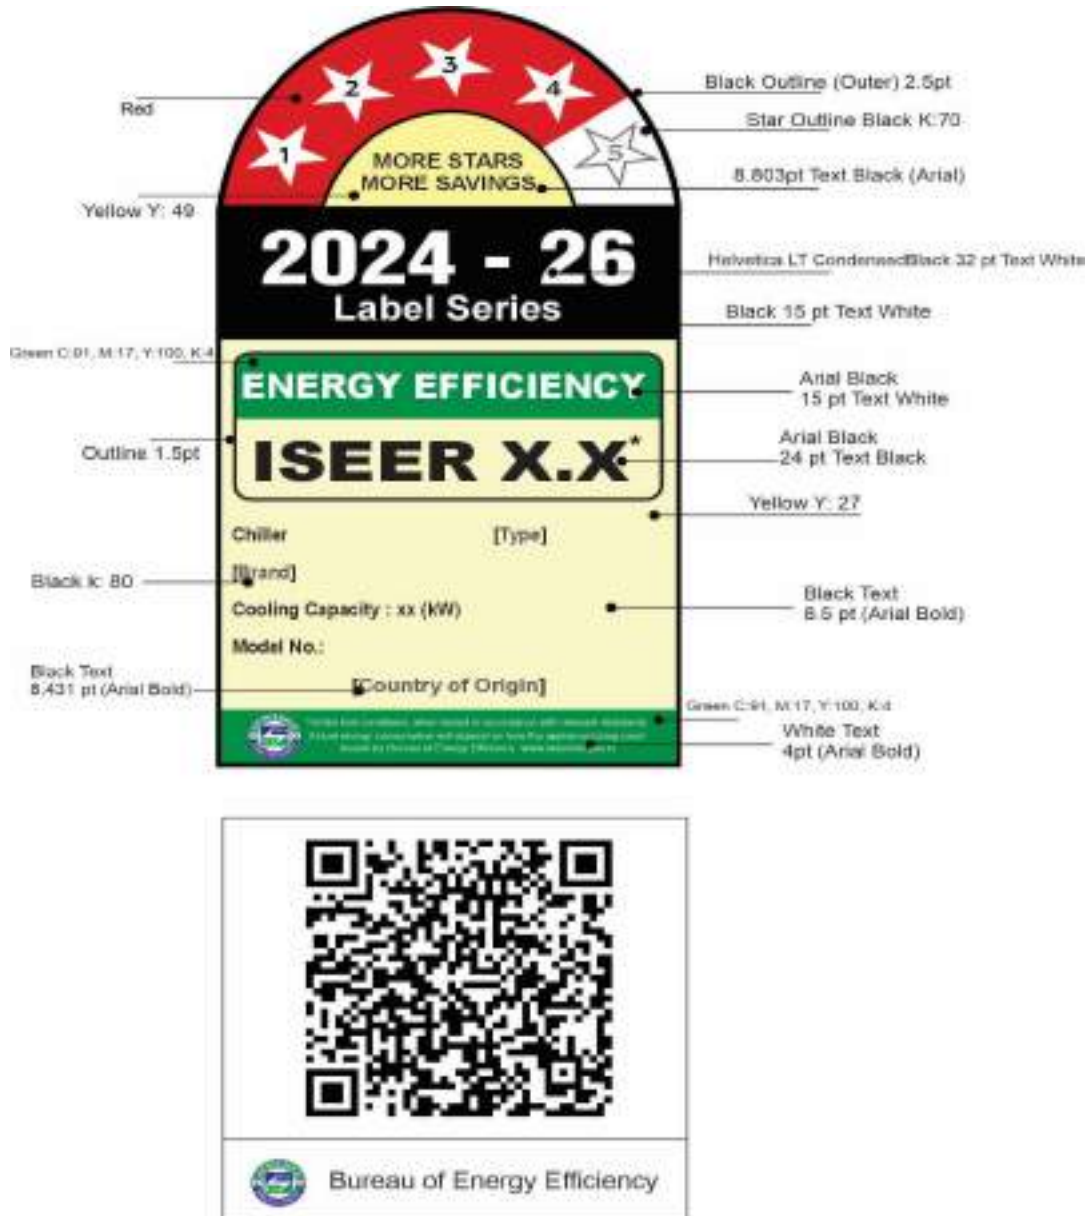 1
2
3
4
5
MORE STARS
MORE SAVINGS
2024 - 26
Label Series
ENERGY EFFICIENCY
ISEER X.X*
Chiller [Type]
[Brand]
Cooling Capacity : xx (kW)
Model No.:
[Country of Origin]
Red
Yellow Y: 49
Green C:91, M:17, Y:100, K:4
Outline 1.5pt
Black k: 80
Black Text
8.431 pt (Arial Bold)
Black Outline (Outer) 2.5pt
Star Outline Black K:70
8.803pt Text Black (Arial)
Helvetica LT CondensedBlack 32 pt Text White
Black 15 pt Text White
Arial Black
15 pt Text White
Arial Black
24 pt Text Black
Yellow Y: 27
Black Text
8.5 pt (Arial Bold)
Green C:91, M:17, Y:100, K:4
White Text
4pt (Arial Bold)
Bureau of Energy Efficiency